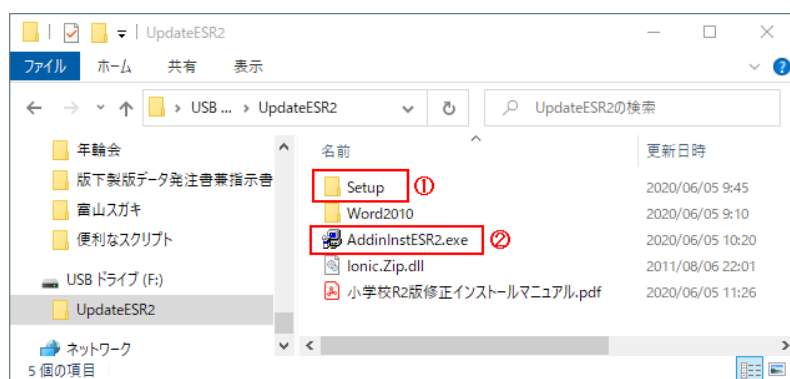 UpdateESR2
ファイル ホーム 共有 表示
USB ... UpdateESR2 UpdateESR2の検索
年輪会
版下製版データ発注書兼指示書
富山スガキ
便利なスクリプト
USB ドライブ (F:)
UpdateESR2
ネットワーク
名前 更新日時
Setup ① 2020/06/05 9:45
Word2010 2020/06/05 9:10
AddinInstESR2.exe ② 2020/06/05 10:20
Ionic.Zip.dll 2011/08/06 22:01
小学校R2版修正インストールマニュアル.pdf 2020/06/05 11:26
5 個の項目